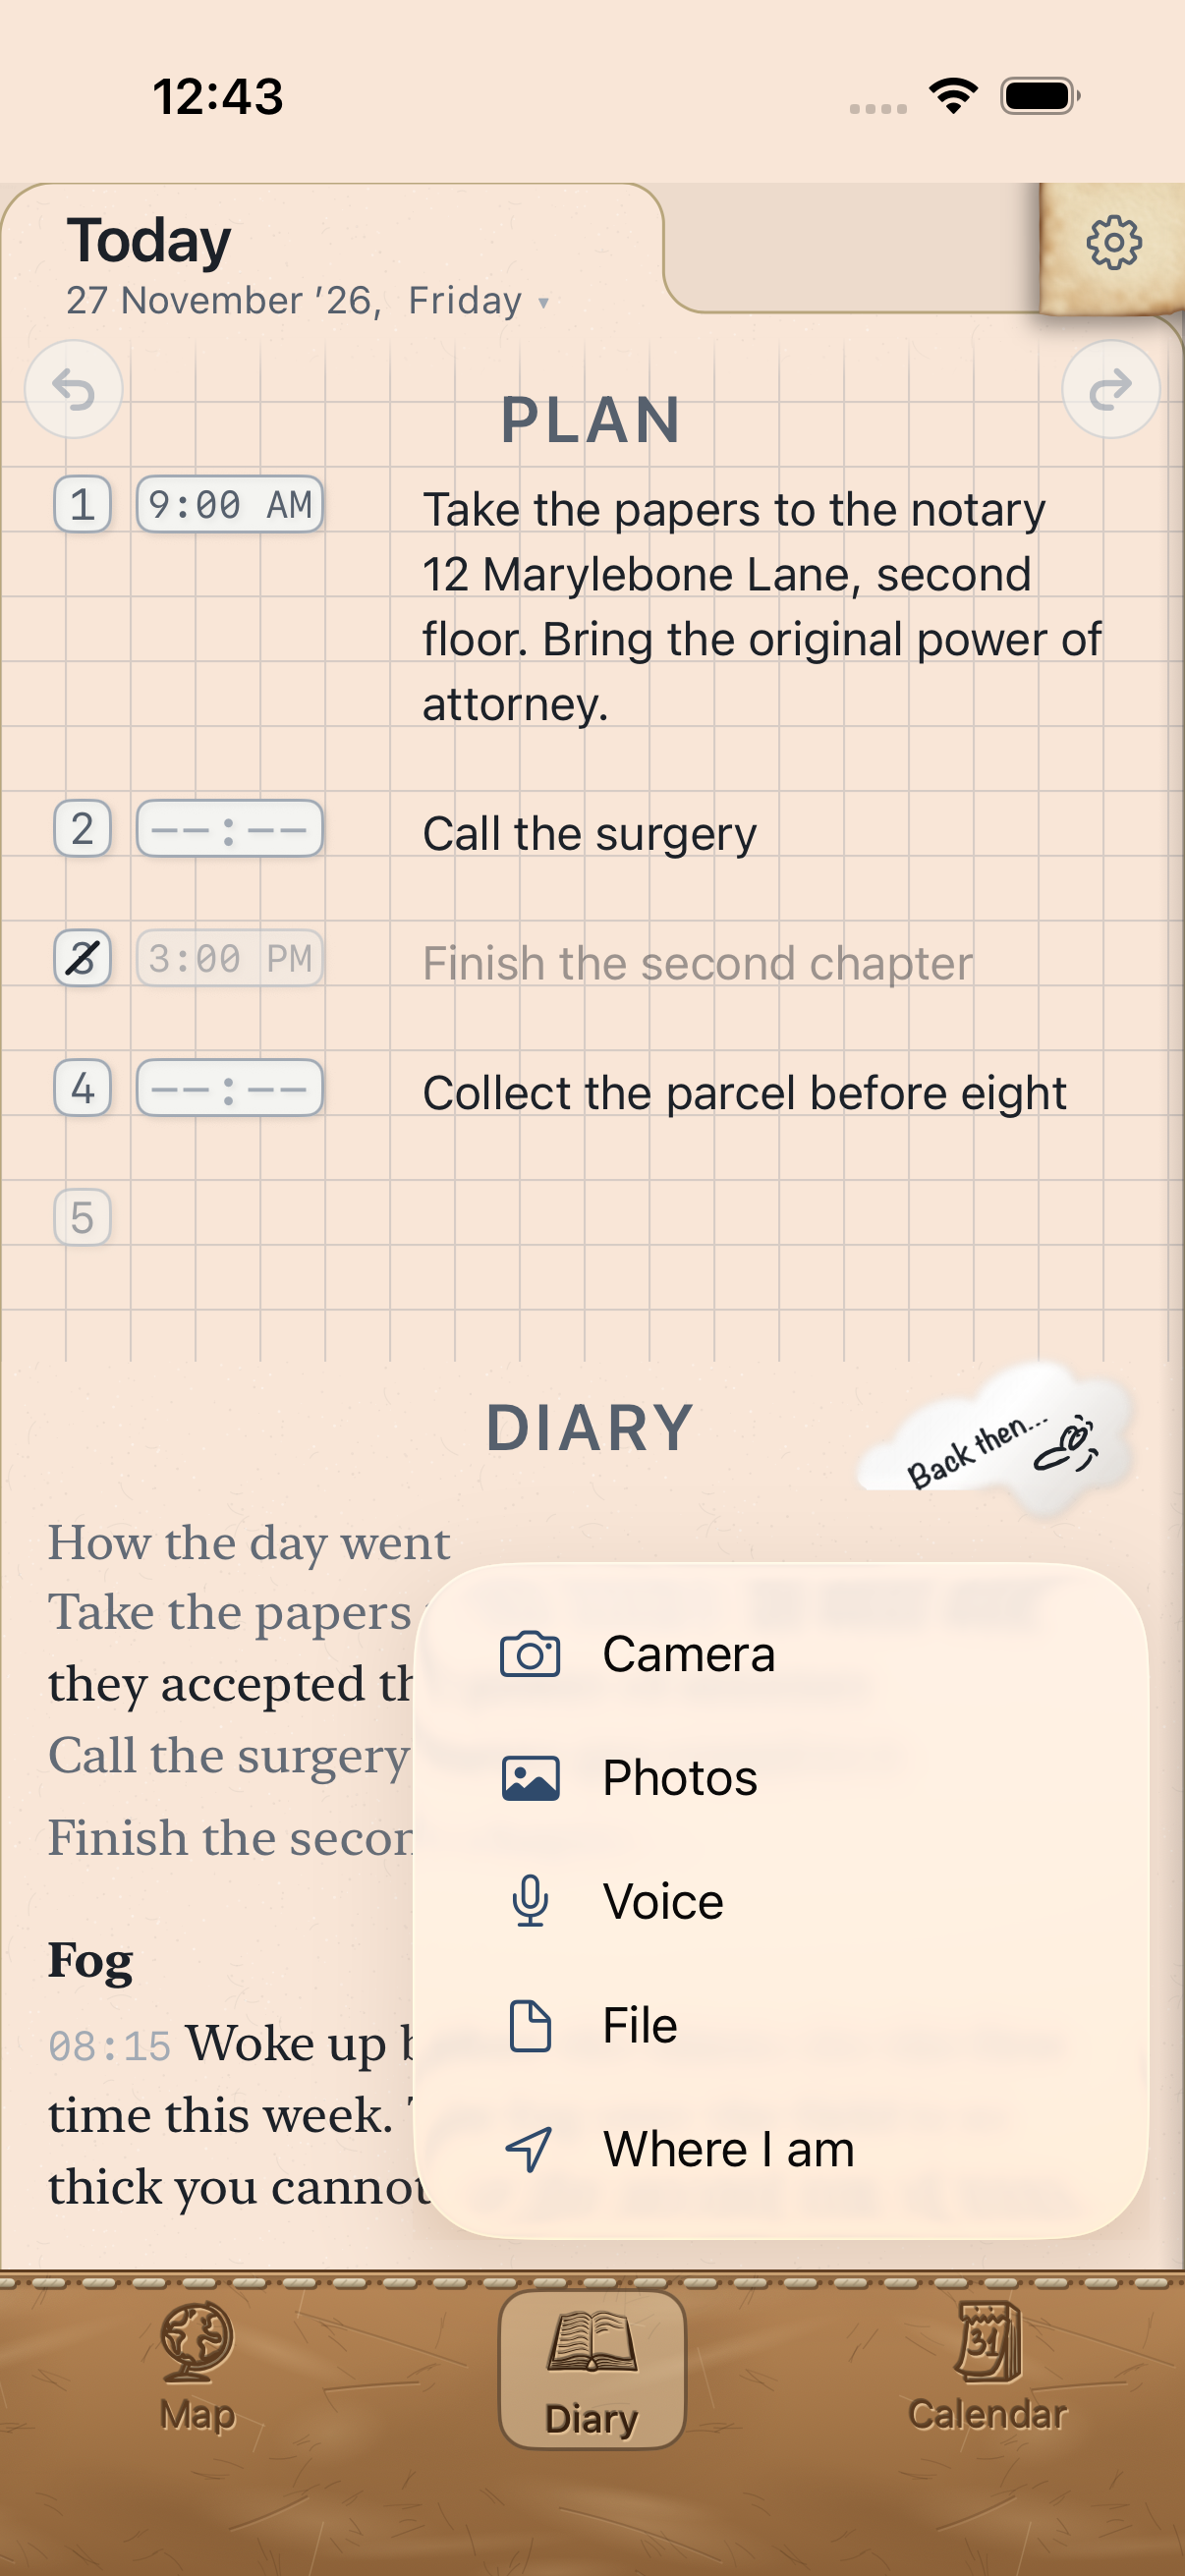 12:43
Today
27 November ’26, Friday
PLAN
1 9:00 AM Take the papers to the notary
12 Marylebone Lane, second
floor. Bring the original power of
attorney.
2 --:-- Call the surgery
3 3:00 PM Finish the second chapter
4 --:-- Collect the parcel before eight
5
DIARY
Back then...
How the day went
Take the papers
they accepted
Call the surgery
Finish the
Fog
08:15 Woke up
time this week.
thick you cannot
Camera
Photos
Voice
File
Where I am
Map
Diary
31
Calendar